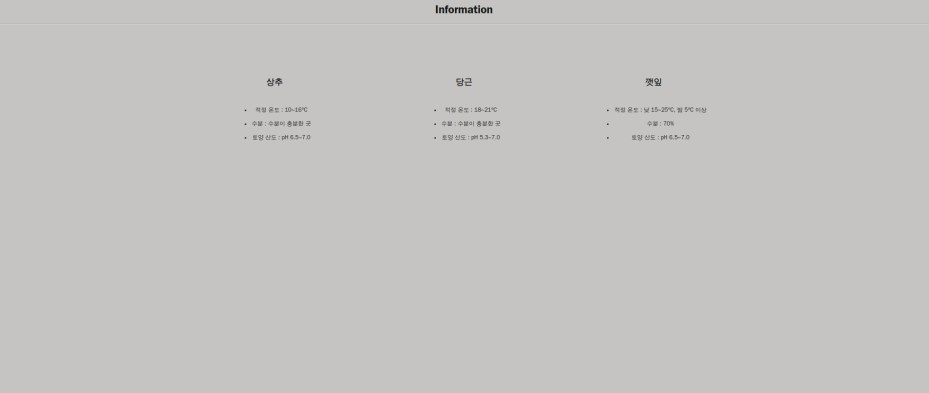 Information
상추
• 적정 온도 : 10~16℃
• 수분 : 수분이 충분한 곳
• 토양 산도 : pH 6.5~7.0
당근
• 적정 온도 : 18~21℃
• 수분 : 수분이 충분한 곳
• 토양 산도 : pH 5.3~7.0
깻잎
• 적정 온도 : 낮 15~25℃, 밤 5℃ 이상
• 수분 : 70%
• 토양 산도 : pH 6.5~7.0